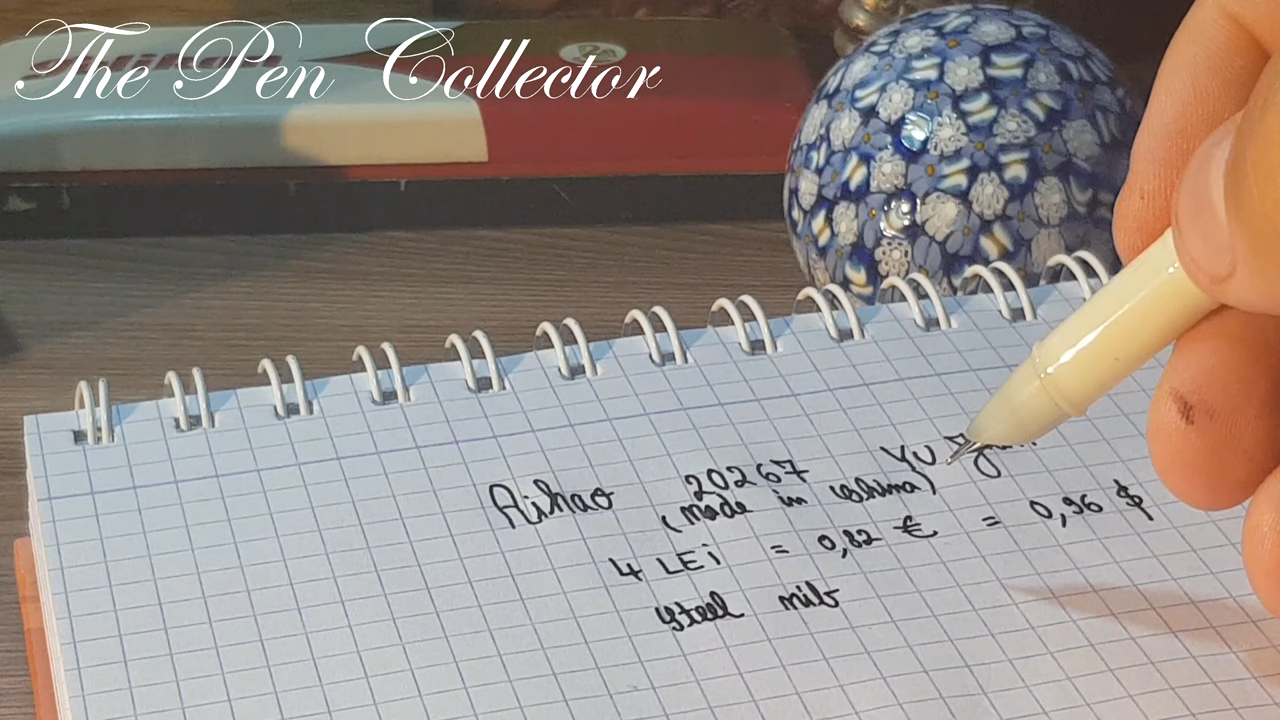 The Pen Collector
Aihao 20267 YU
(made in China)
4 LEi = 0,82 € = 0,96 $
Steel nib